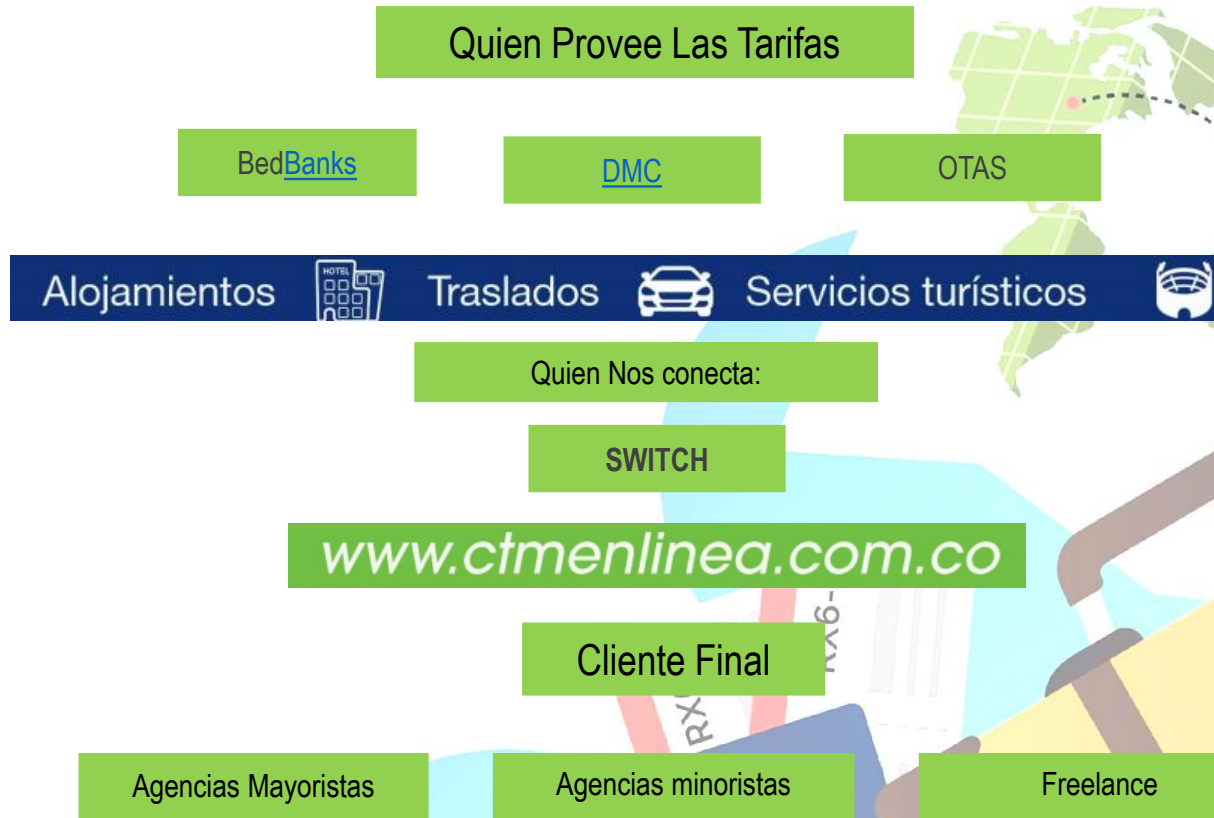 Quien Provee Las Tarifas
BedBanks
DMC
OTAS
Alojamientos
HOTEL
Traslados
Servicios turísticos
Quien Nos conecta:
SWITCH
www.ctmenlinea.com.co
Cliente Final
Agencias Mayoristas
Agencias minoristas
Freelance